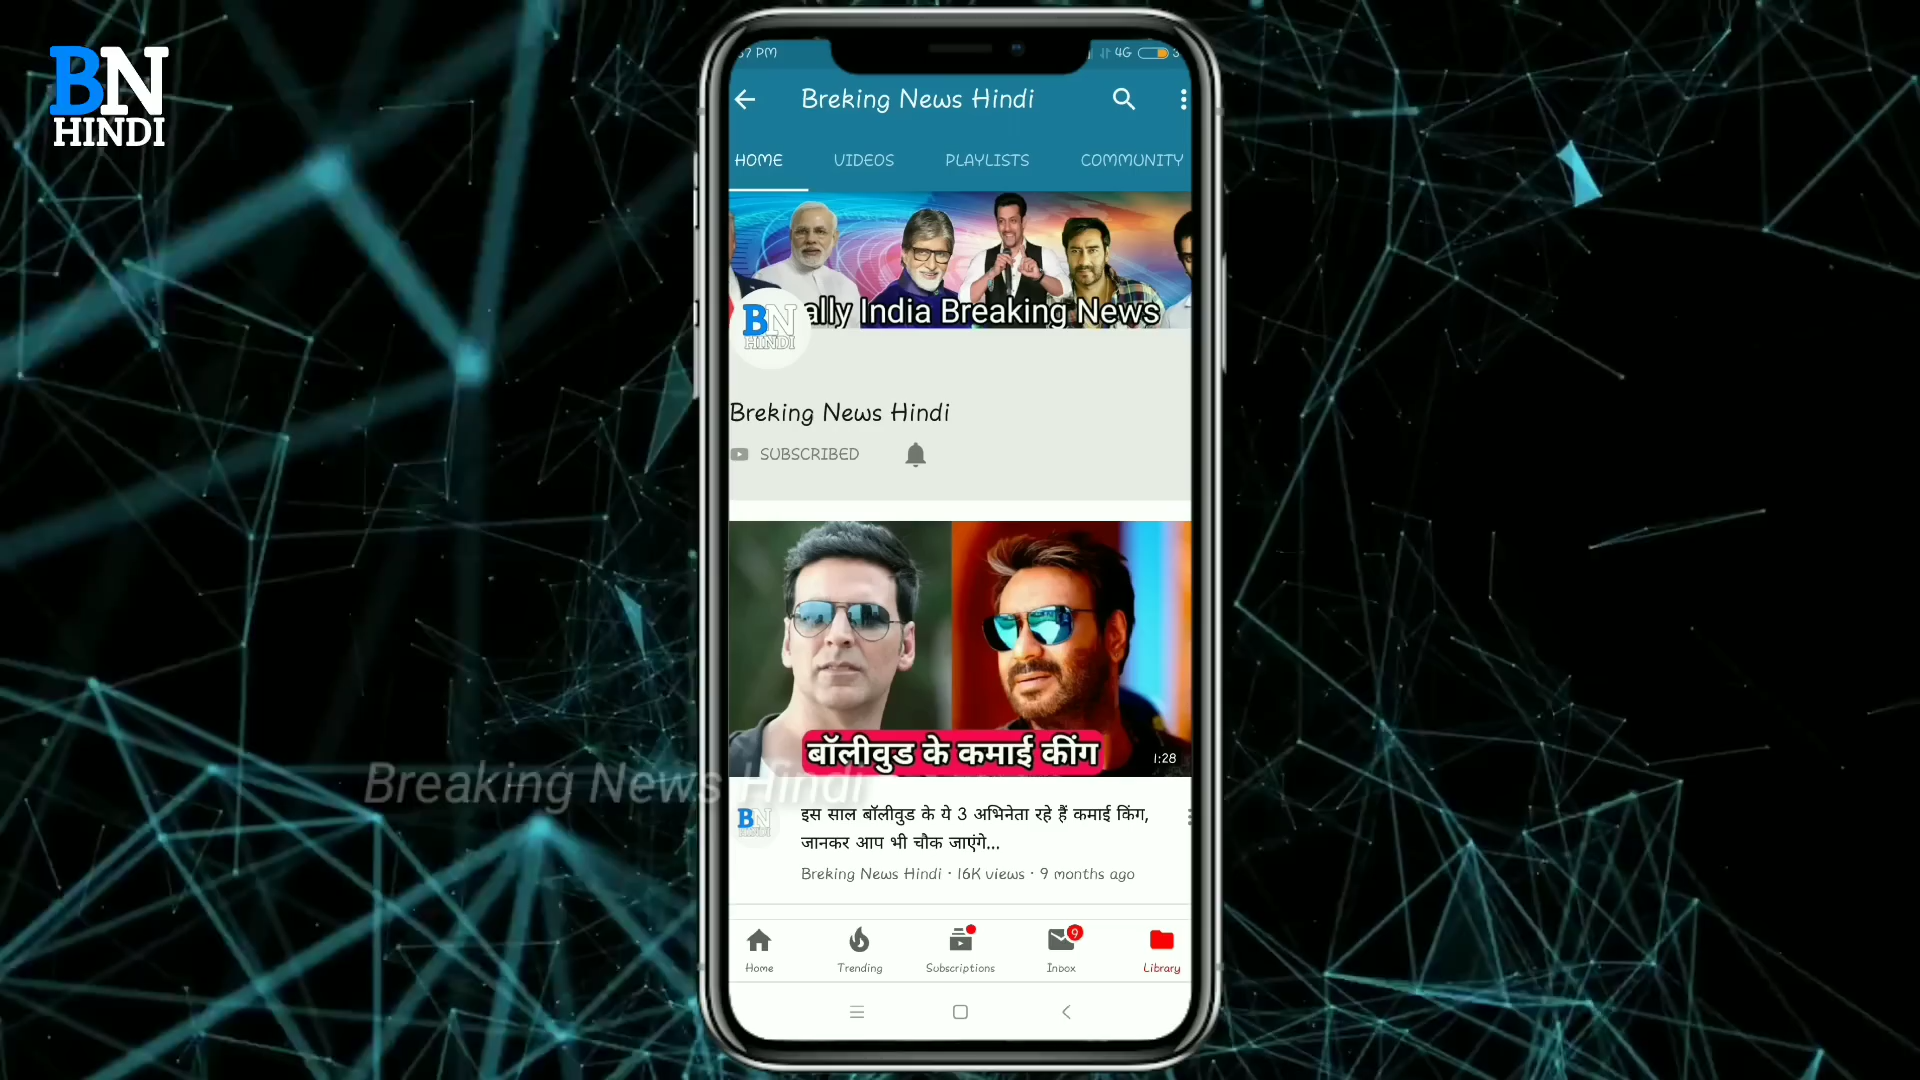 BN
HINDI
:37 PM
4G
Breking News Hindi
HOME VIDEOS PLAYLISTS COMMUNITY
ally India Breaking News
BN
HINDI
Breking News Hindi
SUBSCRIBED
बॉलीवुड के कमाई कींग
1:28
Breaking News Hindi
BN
HINDI
इस साल बॉलीवुड के ये 3 अभिनेता रहे हैं कमाई किंग,
जानकर आप भी चौक जाएंगे...
Breking News Hindi · 16K views · 9 months ago
9
Home Trending Subscriptions Inbox Library